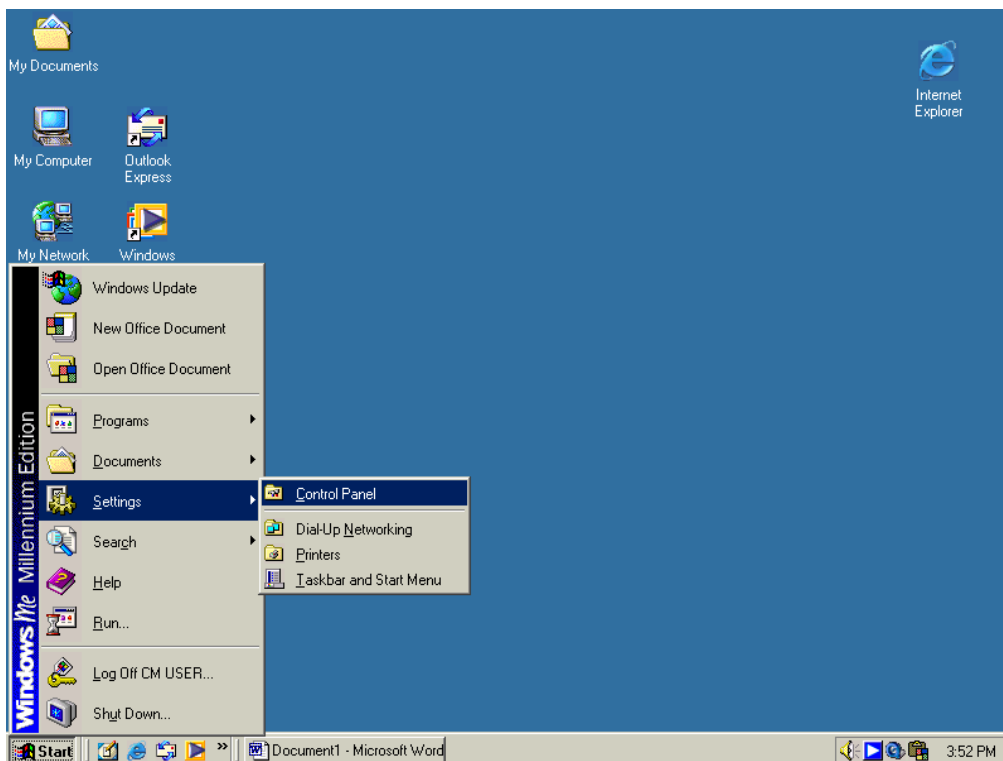 My Documents
Internet
Explorer
My Computer
Outlook
Express
My Network
Windows
Windows Update
New Office Document
Open Office Document
Programs
Documents
Settings
Search
Help
Run...
Log Off CM USER...
Shut Down...
Control Panel
Dial-Up Networking
Printers
Taskbar and Start Menu
Windows Me Millennium Edition
Start
»
Document1 - Microsoft Word
3:52 PM